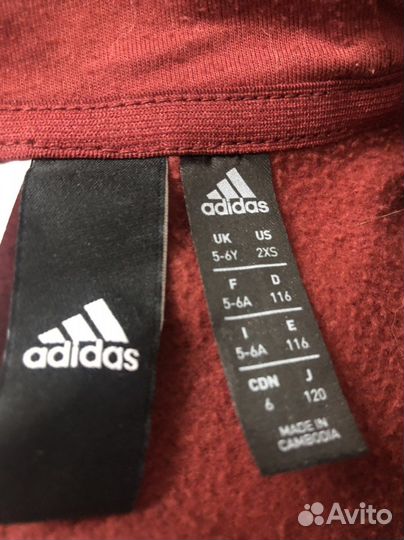 adidas
adidas
UK US
5-6Y 2XS
F D
5-6A 116
I E
5-6A 116
CDN J
6 120
MADE IN
CAMBODIA
Avito